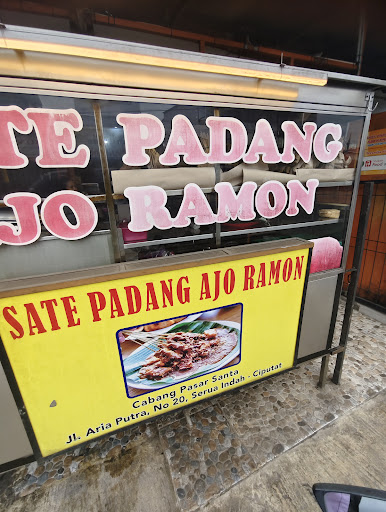 TE PADANG
JO RAMON
SATE PADANG AJO RAMON
Cabang Pasar Santa
Jl. Aria Putra, No 20, Serua Indah - Ciputat